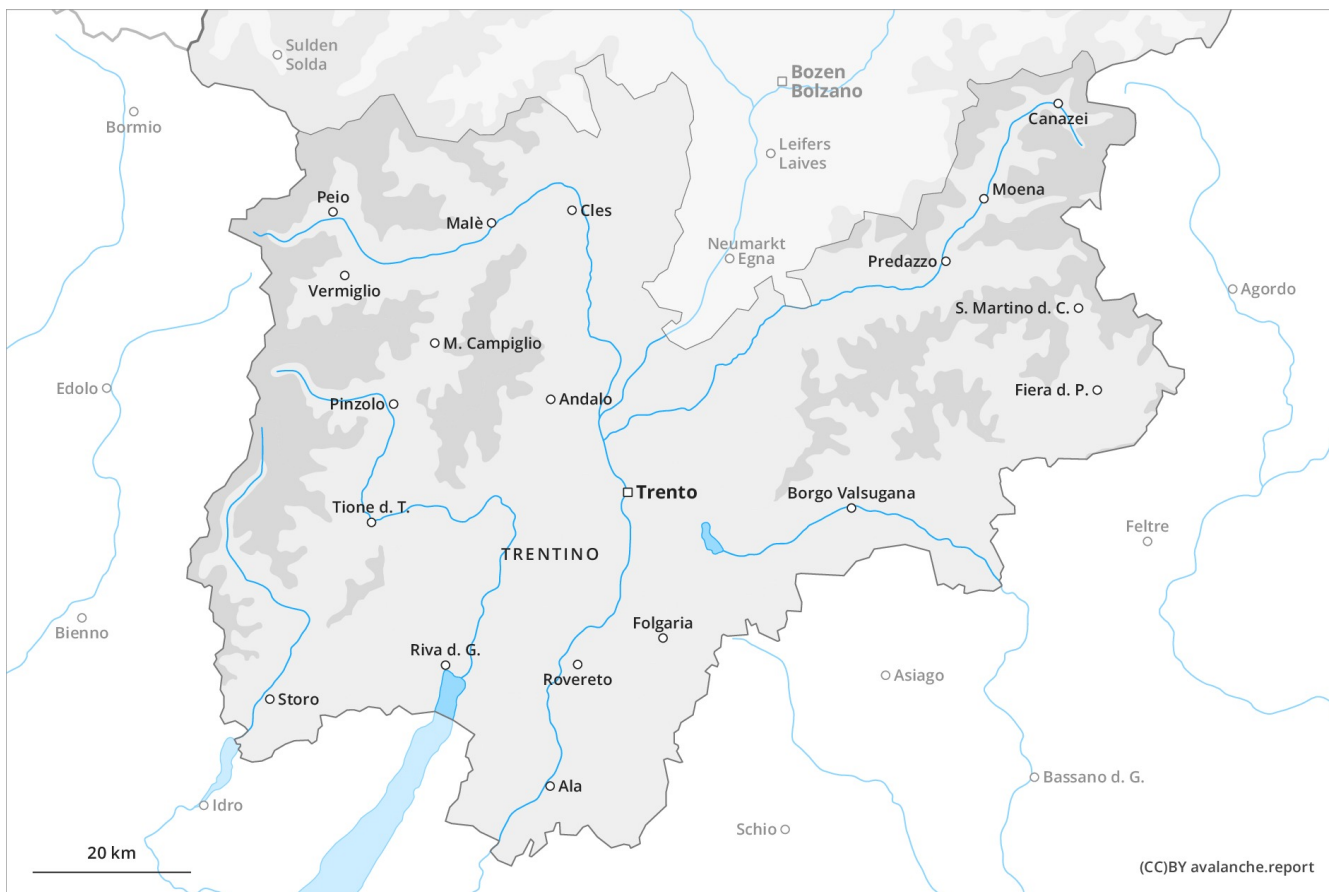 Sulden
Solda
Bozen
Bolzano
Bormio
Canazei
Leifers
Laives
Peio
Moena
Malè
Cles
Neumarkt
Egna
Predazzo
Vermiglio
Agordo
S. Martino d. C.
M. Campiglio
Edolo
Fiera d. P.
Pinzolo
Andalo
Trento
Borgo Valsugana
Tione d. T.
Feltre
TRENTINO
Folgaria
Bienno
Riva d. G.
Rovereto
Asiago
Storo
Bassano d. G.
Ala
Idro
Schio
20 km
(CC)BY avalanche.report